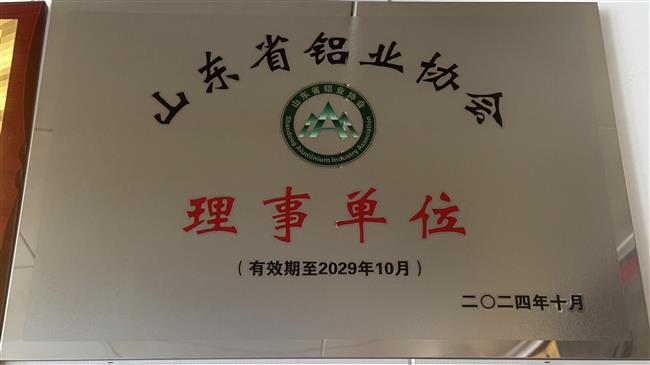 山东省铝业协会
山东省铝业协会
Shandong Aluminium Industry Association
理事单位
（有效期至2029年10月）
二〇二四年十月